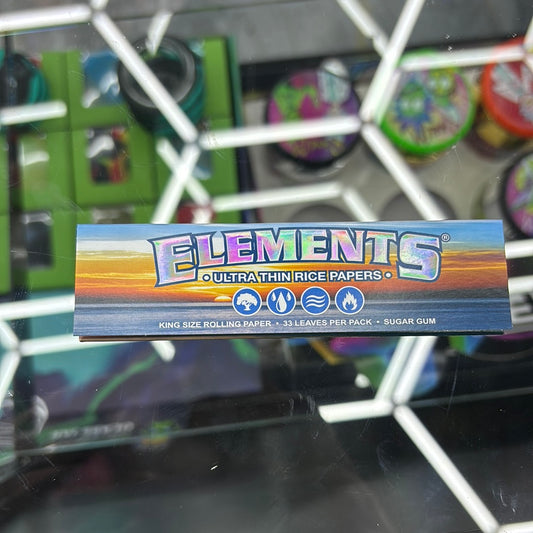 ELEMENTS®
• ULTRA THIN RICE PAPERS •
KING SIZE ROLLING PAPER • 33 LEAVES PER PACK • SUGAR GUM